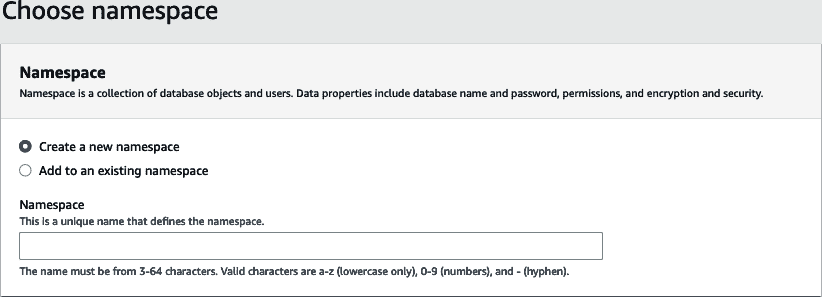 Choose namespace
Namespace
Namespace is a collection of database objects and users. Data properties include database name and password, permissions, and encryption and security.
Create a new namespace
Add to an existing namespace
Namespace
This is a unique name that defines the namespace.
The name must be from 3-64 characters. Valid characters are a-z (lowercase only), 0-9 (numbers), and - (hyphen).